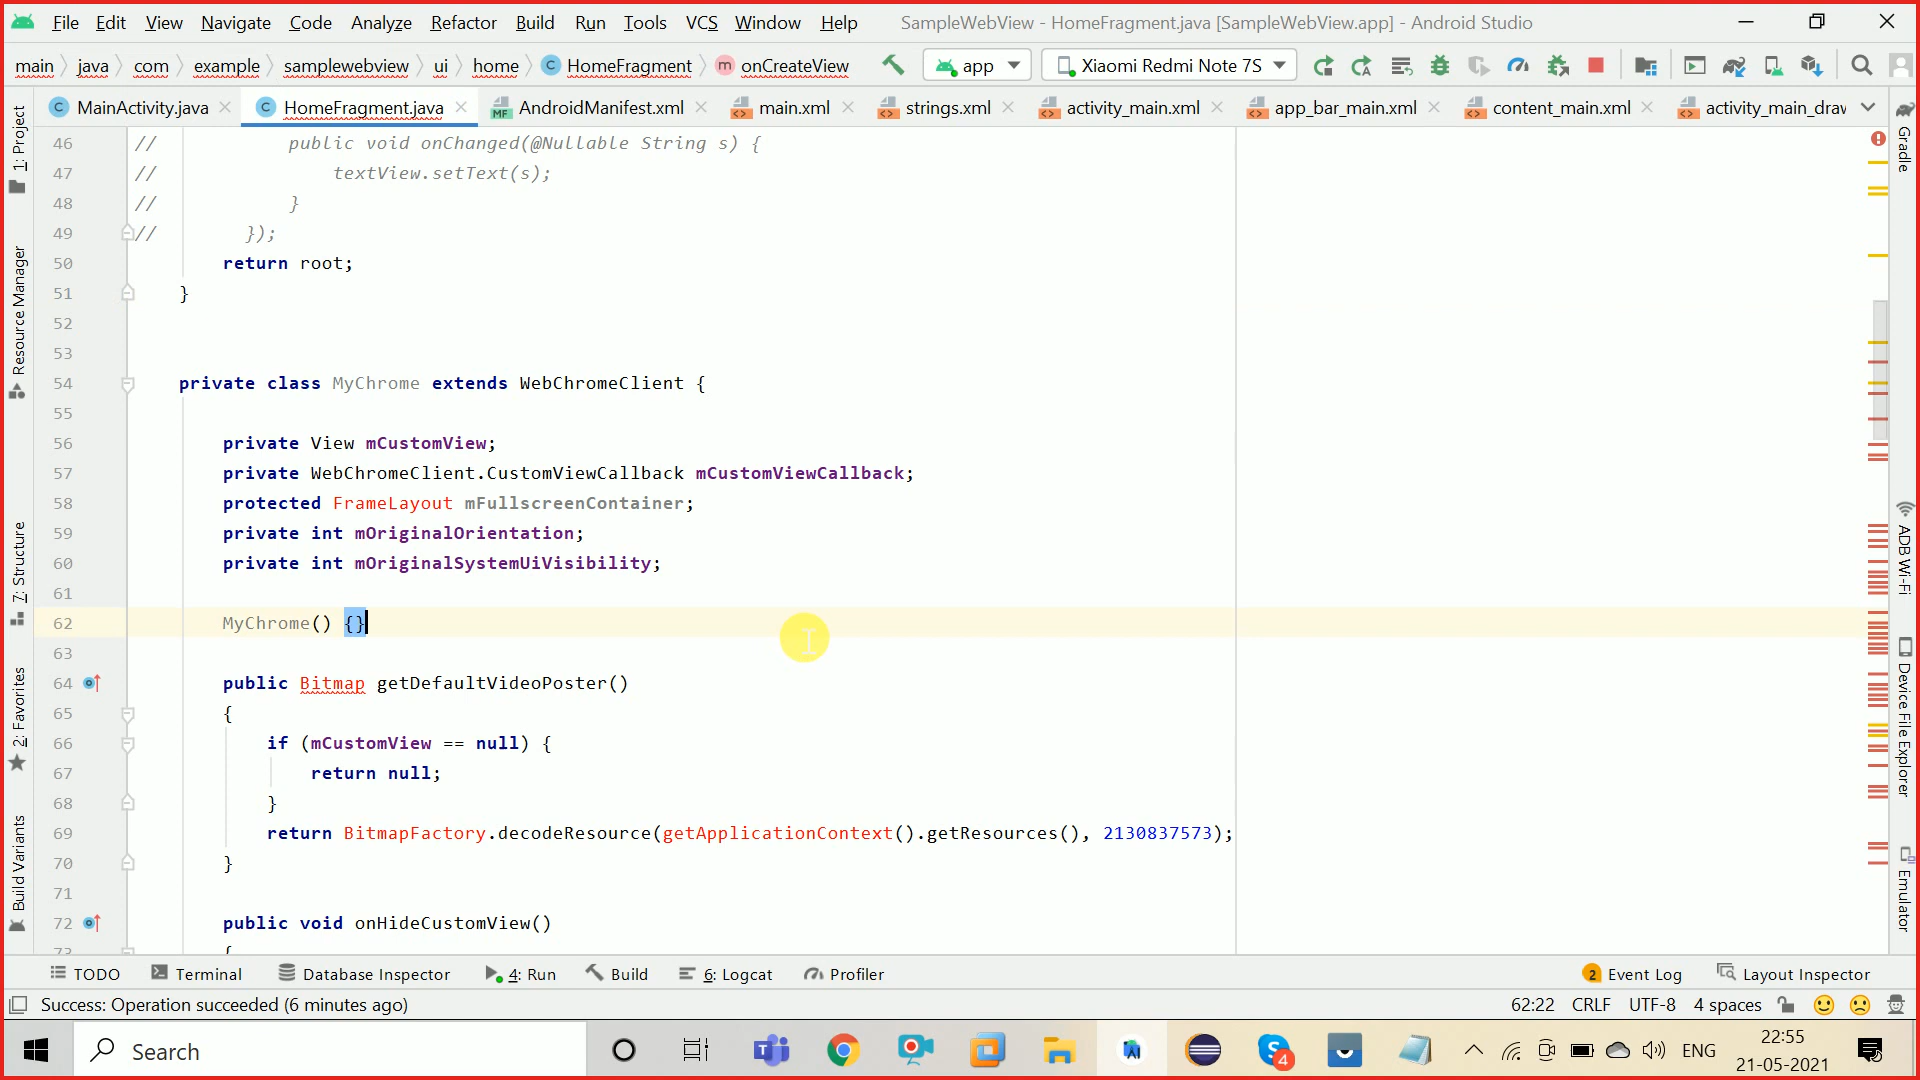 File Edit View Navigate Code Analyze Refactor Build Run Tools VCS Window Help SampleWebView - HomeFragment.java [SampleWebView.app] - Android Studio
main java com example samplewebview ui home HomeFragment onCreateView app Xiaomi Redmi Note 7S
MainActivity.java HomeFragment.java AndroidManifest.xml main.xml strings.xml activity_main.xml app_bar_main.xml content_main.xml activity_main_drav
46 // public void onChanged(@Nullable String s) {
47 // textView.setText(s);
48 // }
49 // });
50 return root;
51 }
52
53
54 private class MyChrome extends WebChromeClient {
55
56 private View mCustomView;
57 private WebChromeClient.CustomViewCallback mCustomViewCallback;
58 protected FrameLayout mFullscreenContainer;
59 private int mOriginalOrientation;
60 private int mOriginalSystemUiVisibility;
61
62 MyChrome() {}
63
64 public Bitmap getDefaultVideoPoster()
65 {
66 if (mCustomView == null) {
67 return null;
68 }
69 return BitmapFactory.decodeResource(getApplicationContext().getResources(), 2130837573);
70 }
71
72 public void onHideCustomView()
73 {
1: Project
Resource Manager
7: Structure
2: Favorites
Build Variants
Gradle
ADB Wi-Fi
Device File Explorer
Emulator
TODO Terminal Database Inspector 4: Run Build 6: Logcat Profiler 2 Event Log Layout Inspector
Success: Operation succeeded (6 minutes ago) 62:22 CRLF UTF-8 4 spaces
Search 4 ENG 22:55
21-05-2021